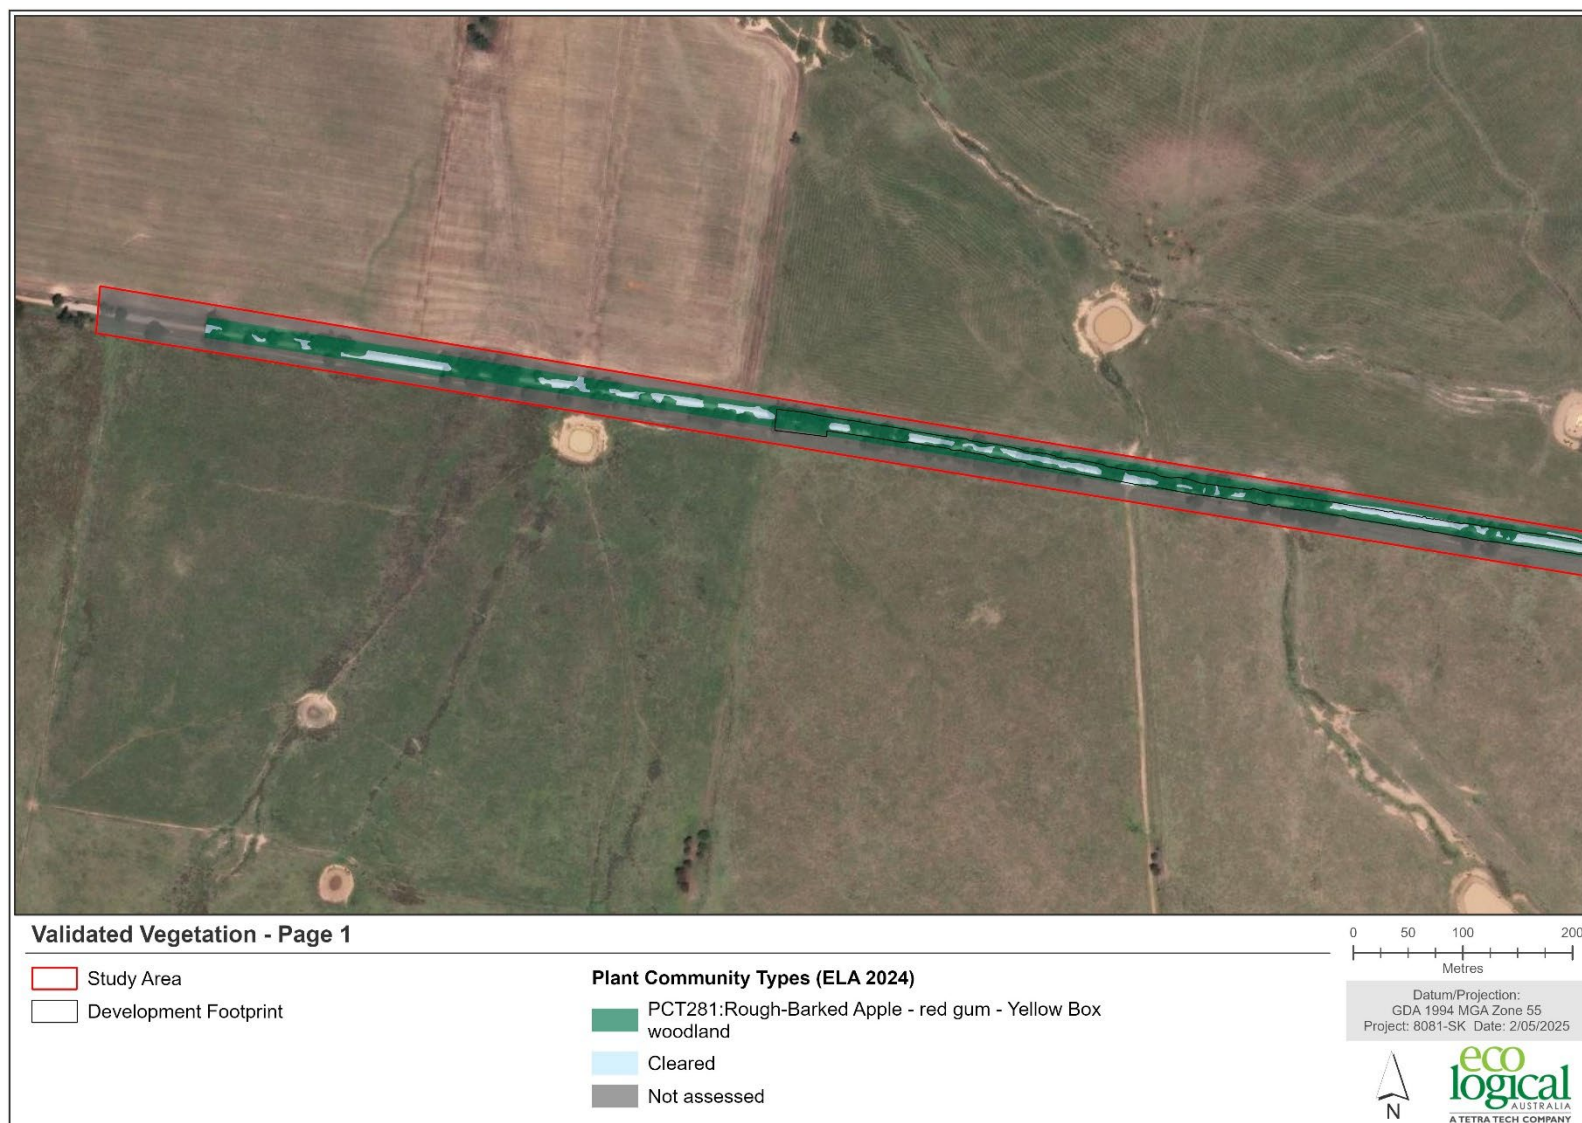 Validated Vegetation - Page 1
Study Area
Development Footprint
Plant Community Types (ELA 2024)
PCT281:Rough-Barked Apple - red gum - Yellow Box
woodland
Cleared
Not assessed
0 50 100 200
Metres
Datum/Projection:
GDA 1994 MGA Zone 55
Project: 8081-SK Date: 2/05/2025
N
eco
logical
AUSTRALIA
A TETRA TECH COMPANY